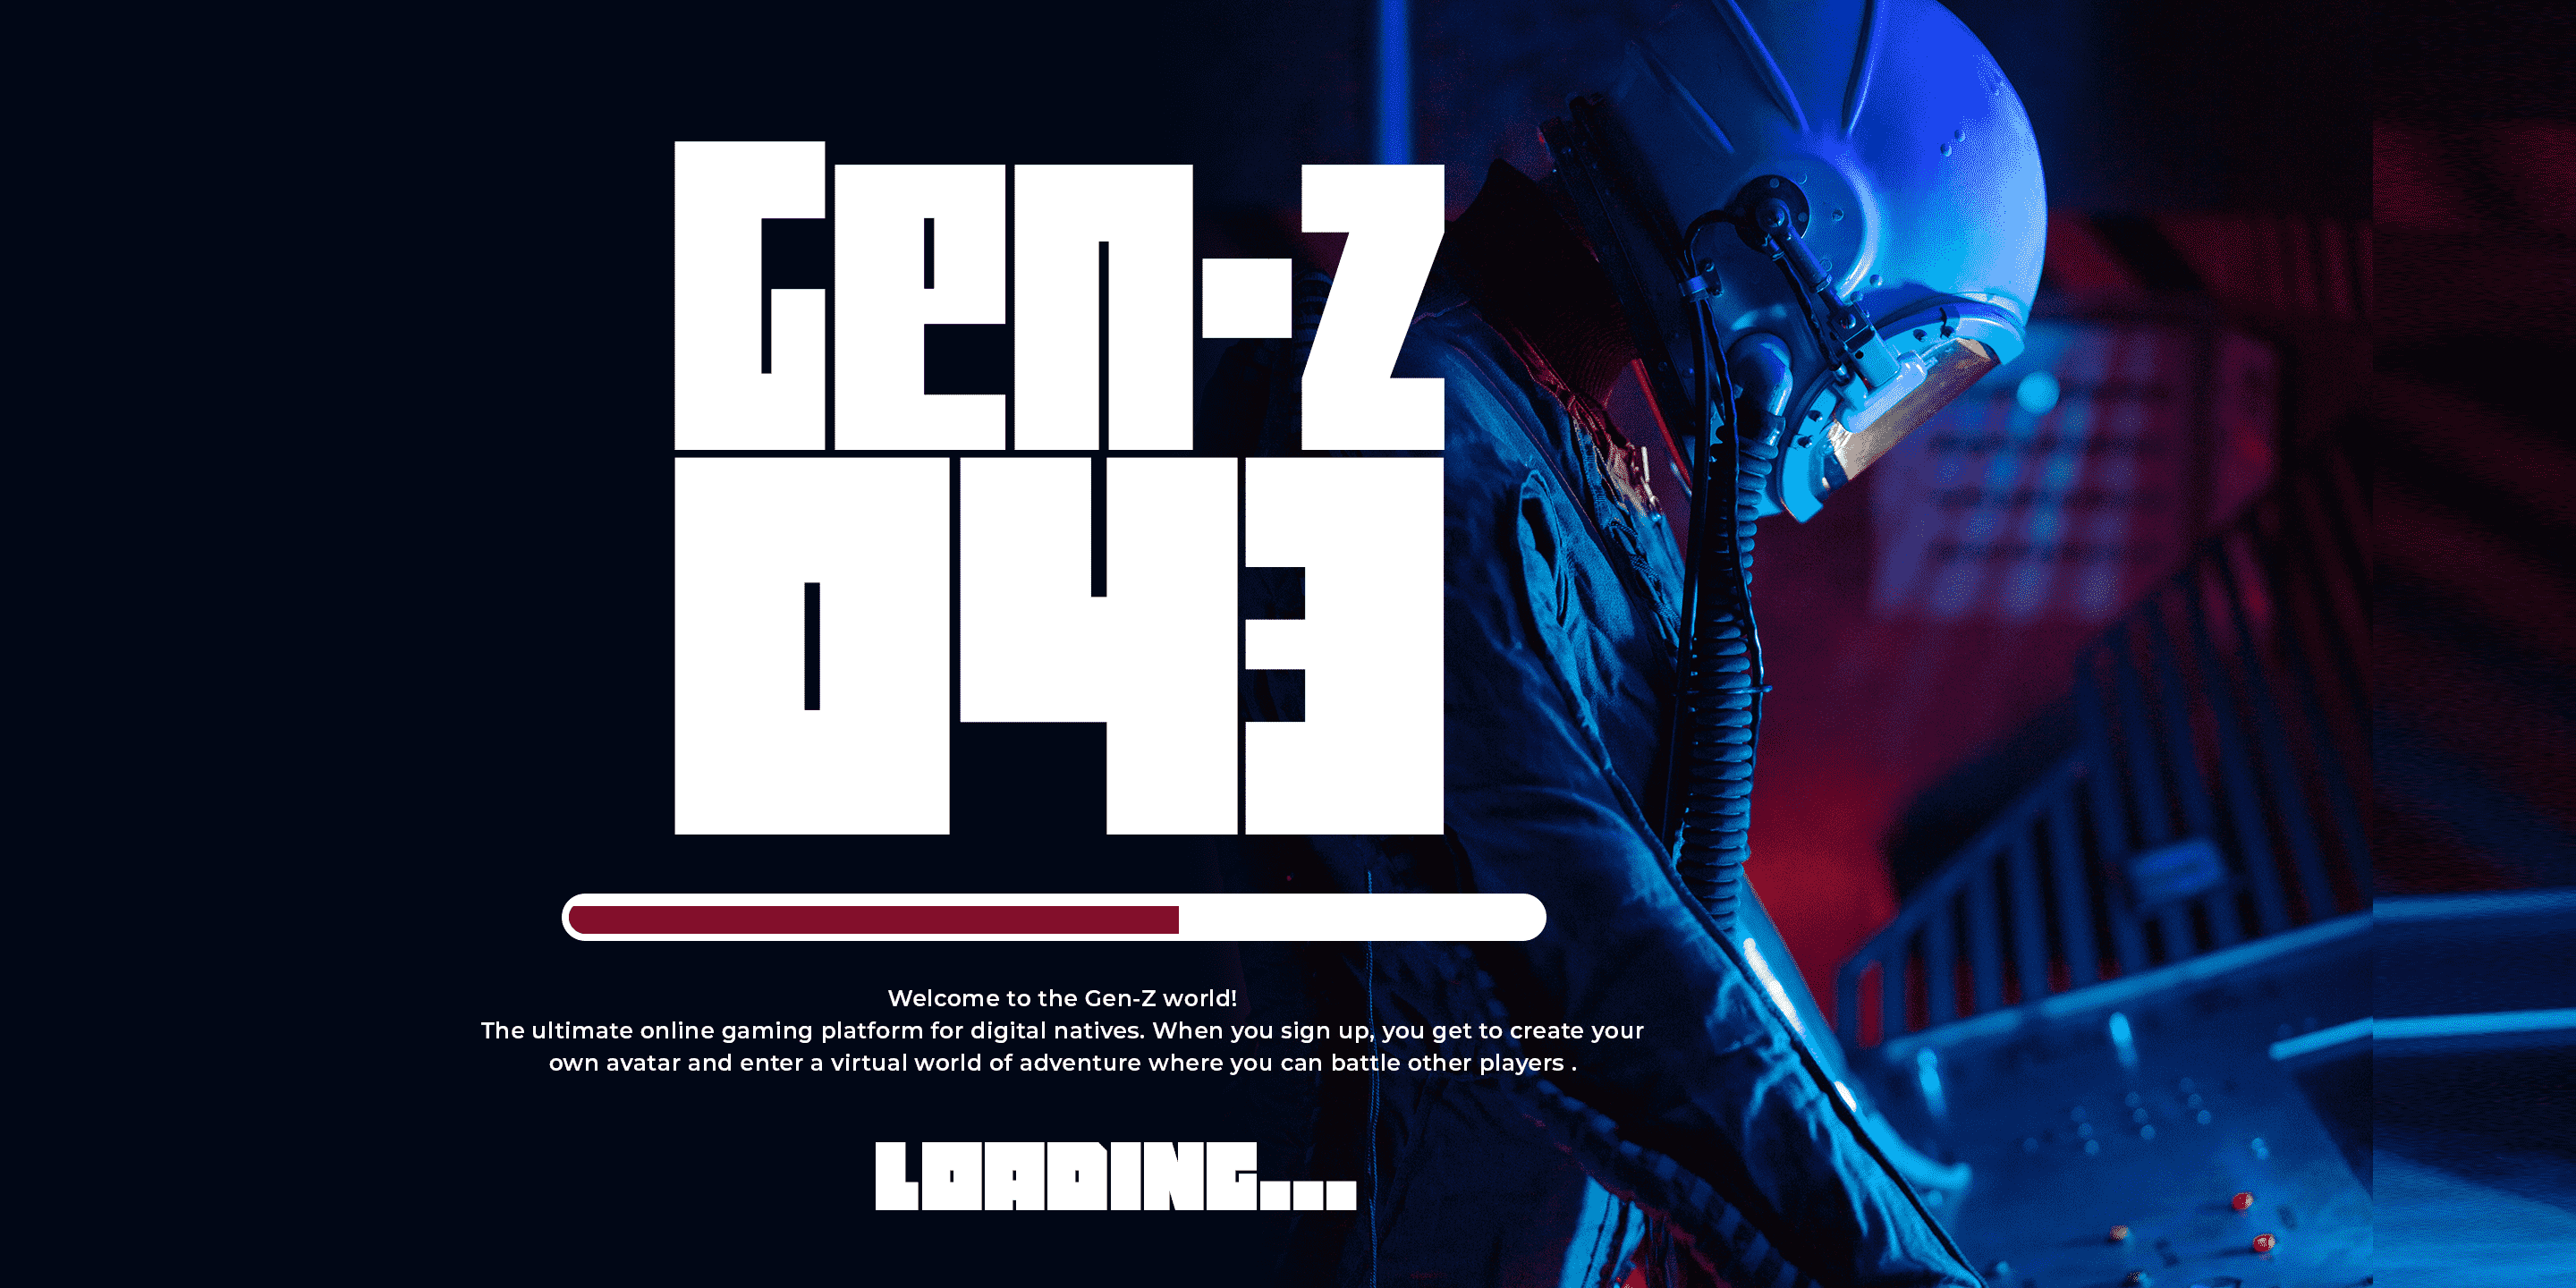 Gen-Z
043
Welcome to the Gen-Z world!
The ultimate online gaming platform for digital natives. When you sign up, you get to create your
own avatar and enter a virtual world of adventure where you can battle other players .
LOADING...